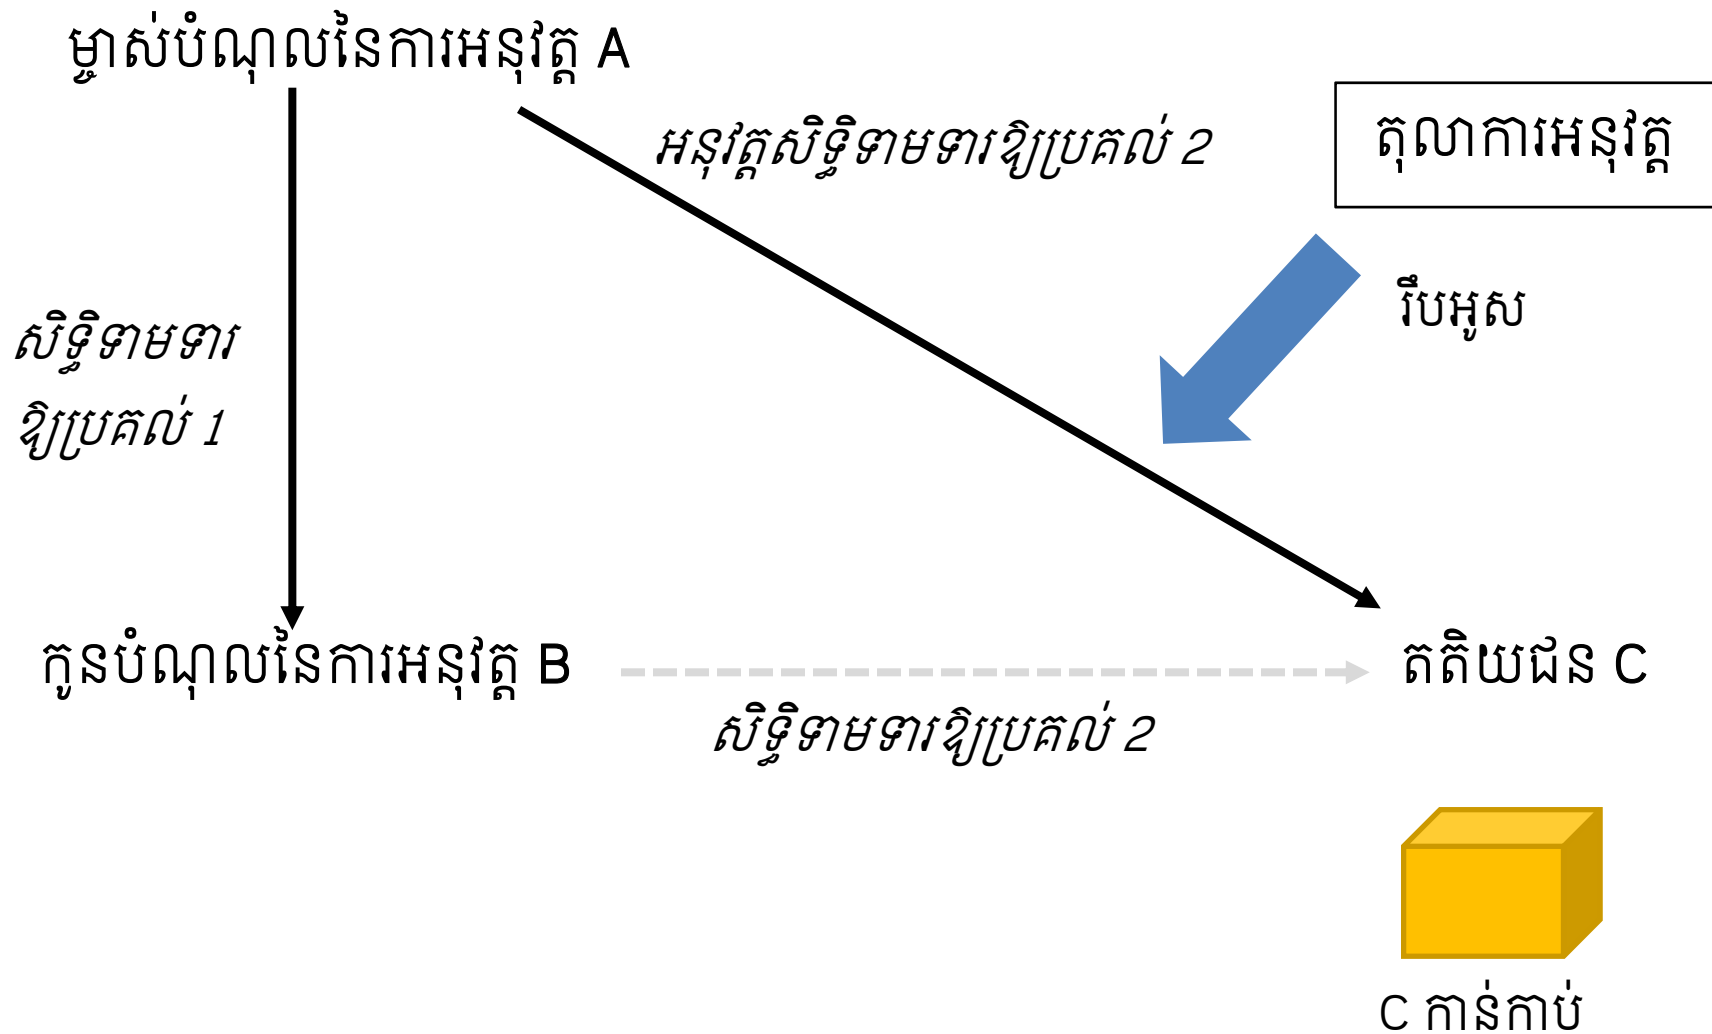 ម្ចាស់បំណុលនៃការអនុវត្ត A
អនុវត្តសិទ្ធិទាមទារឱ្យប្រគល់ 2
តុលាការអនុវត្ត
រឹបអូស
សិទ្ធិទាមទារ
ឱ្យប្រគល់ 1
កូនបំណុលនៃការអនុវត្ត B
តតិយជន C
សិទ្ធិទាមទារឱ្យប្រគល់ 2
C កាន់កាប់